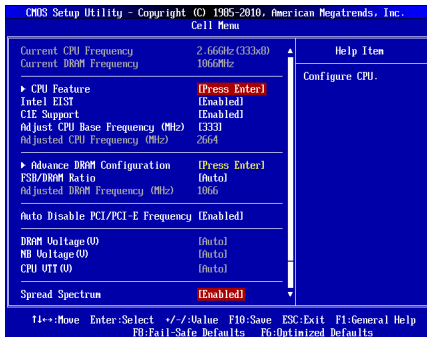 CMOS Setup Utility - Copyright (C) 1985-2010, American Megatrends, Inc.
Cell Menu
Current CPU Frequency 2.66GHz(333x8)
Current DRAM Frequency 1066MHz
▶ CPU Feature [Press Enter]
Intel EIST [Enabled]
C1E Support [Enabled]
Adjust CPU Base Frequency (MHz) [333]
Adjusted CPU Frequency (MHz) 2664
▶ Advance DRAM Configuration [Press Enter]
FSB/DRAM Ratio [Auto]
Adjusted DRAM Frequency (MHz) 1066
Auto Disable PCI/PCI-E Frequency [Enabled]
DRAM Voltage(V) [Auto]
NB Voltage(V) [Auto]
CPU VTT(V) [Auto]
Spread Spectrum [Enabled]
Help Item
Configure CPU.
↑↓↔:Move Enter:Select +/-/:Value F10:Save ESC:Exit F1:General Help
F8:Fail-Safe Defaults F6:Optimized Defaults